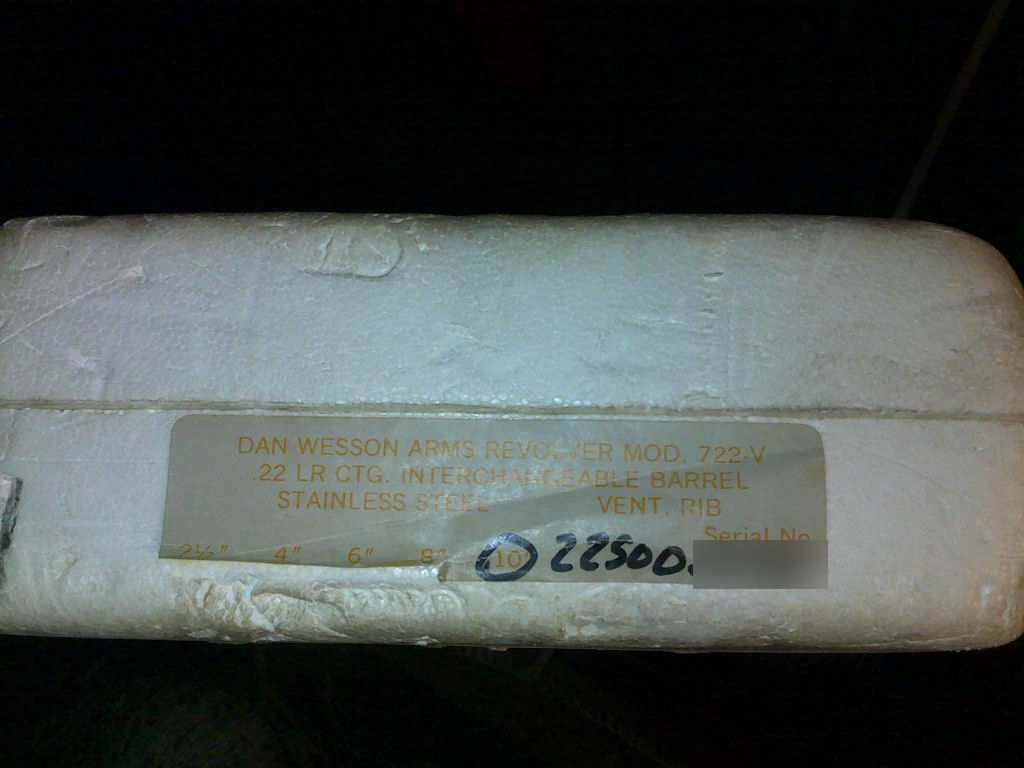 DAN WESSON ARMS REVOLVER MOD. 722-V
.22 LR CTG. INTERCHANGEABLE BARREL
STAINLESS STEEL VENT. RIB
Serial No.
2½" 4" 6" 8" 10" 22500